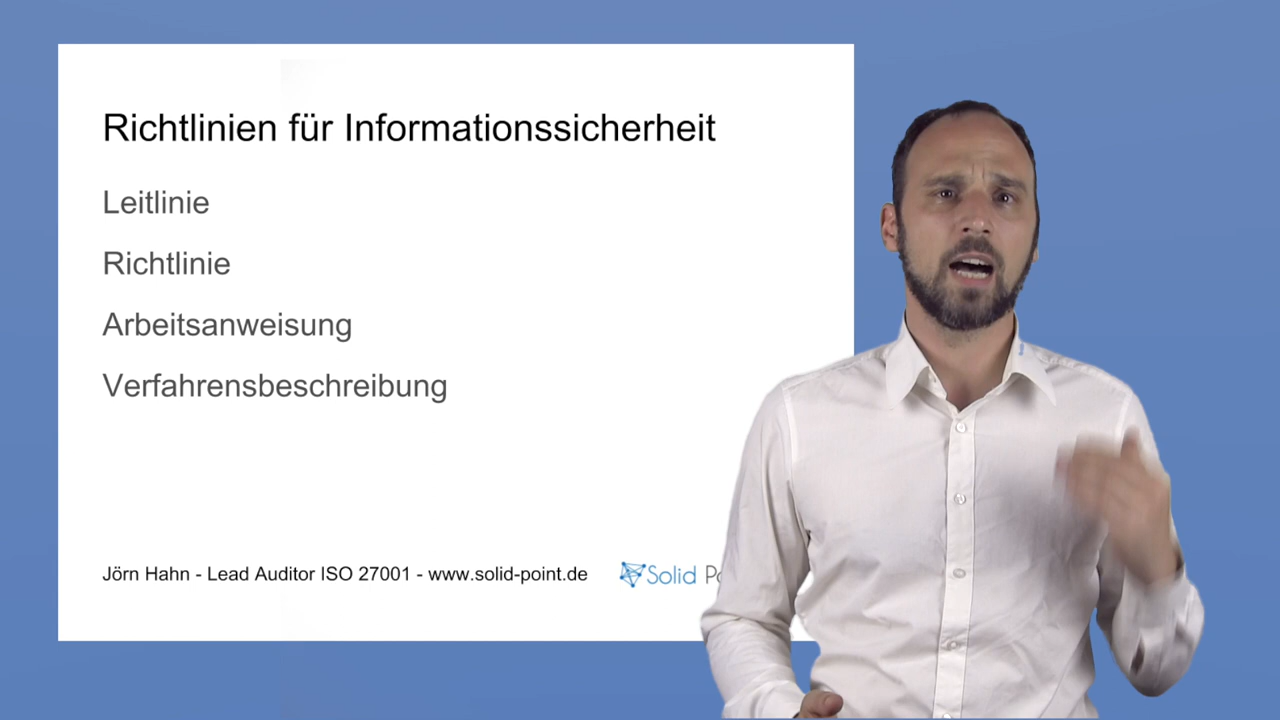 Richtlinien für Informationssicherheit
Leitlinie
Richtlinie
Arbeitsanweisung
Verfahrensbeschreibung
Jörn Hahn - Lead Auditor ISO 27001 - www.solid-point.de
Solid